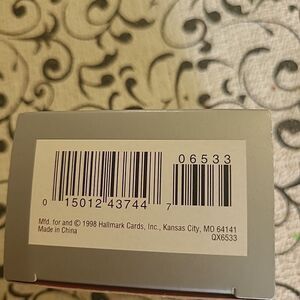 06533
0 15012 43744 7
Mfd. for and © 1998 Hallmark Cards, Inc., Kansas City, MO 64141
Made in China
QX6533